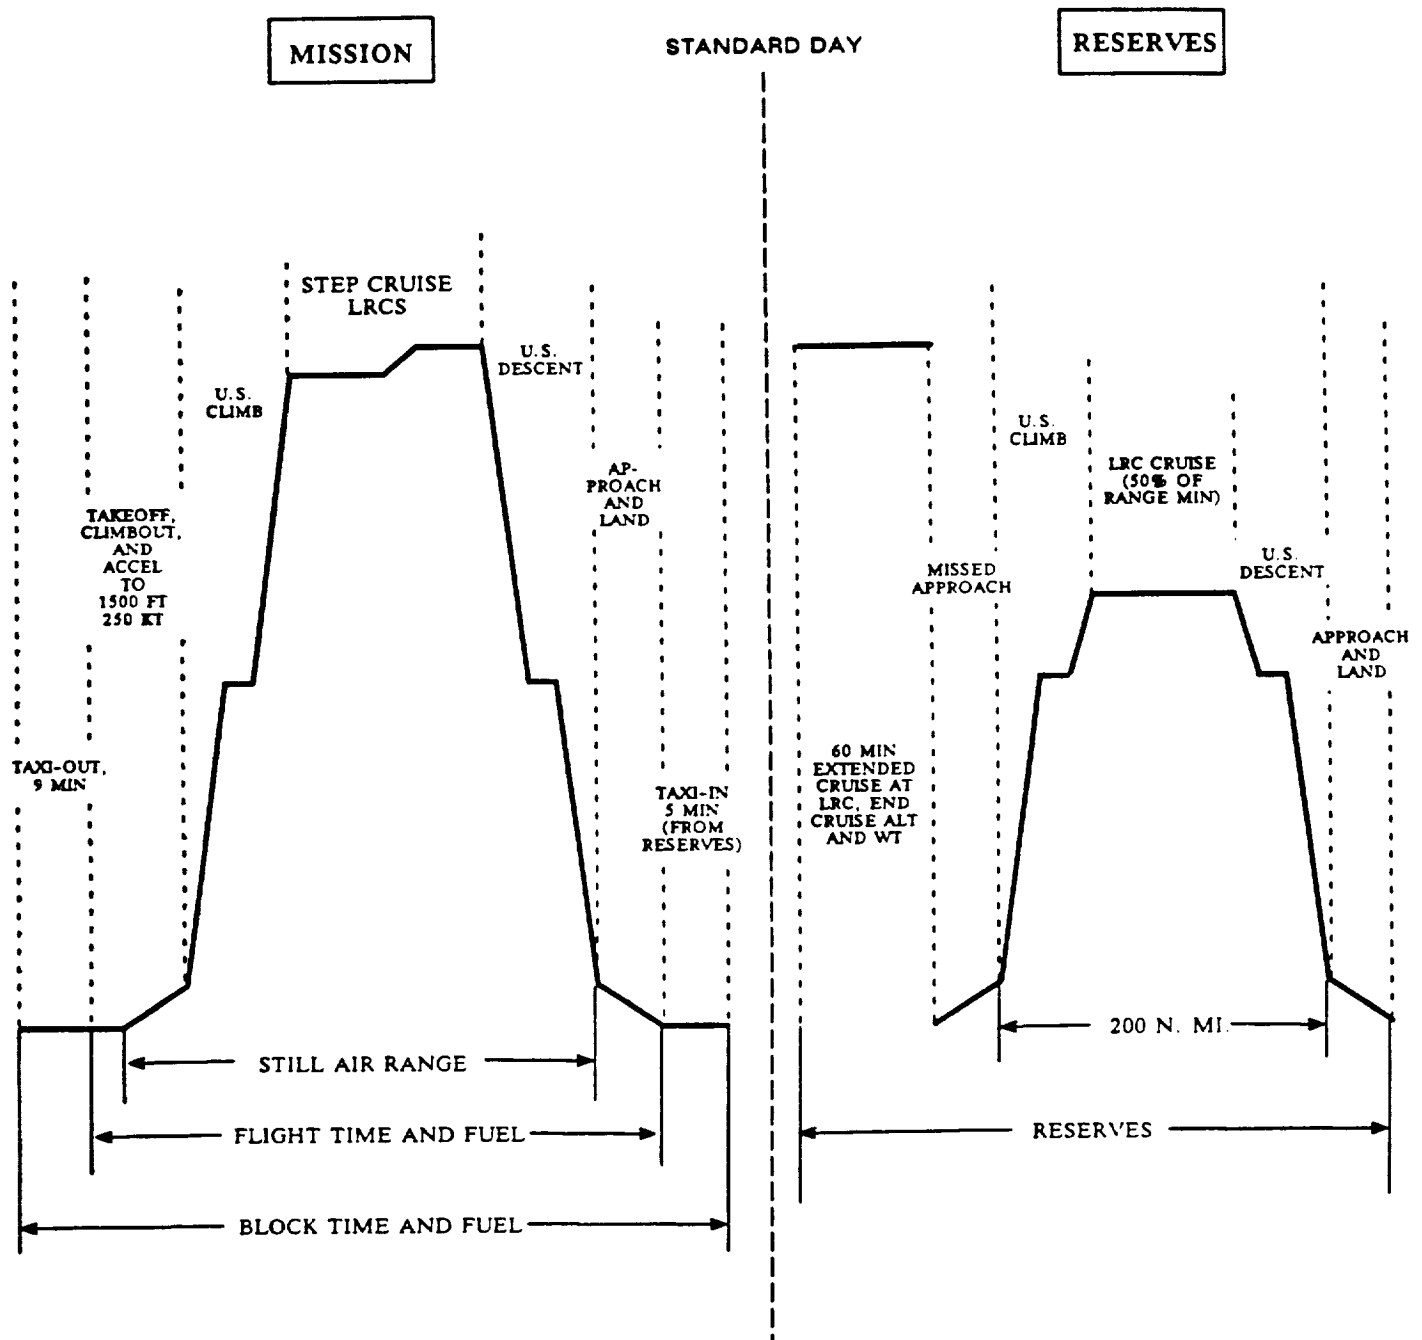 MISSION
STANDARD DAY
RESERVES
STEP CRUISE
LRCS
U.S.
CLIMB
U.S.
DESCENT
TAKEOFF,
CLIMBOUT,
AND
ACCEL
TO
1500 FT
250 KT
AP-
PROACH
AND
LAND
TAXI-OUT,
9 MIN
TAXI-IN
5 MIN
(FROM
RESERVES)
STILL AIR RANGE
FLIGHT TIME AND FUEL
BLOCK TIME AND FUEL
U.S.
CLIMB
LRC CRUISE
(50% OF
RANGE MIN)
MISSED
APPROACH
U.S.
DESCENT
APPROACH
AND
LAND
60 MIN
EXTENDED
CRUISE AT
LRC, END
CRUISE ALT
AND WT
200 N. MI.
RESERVES